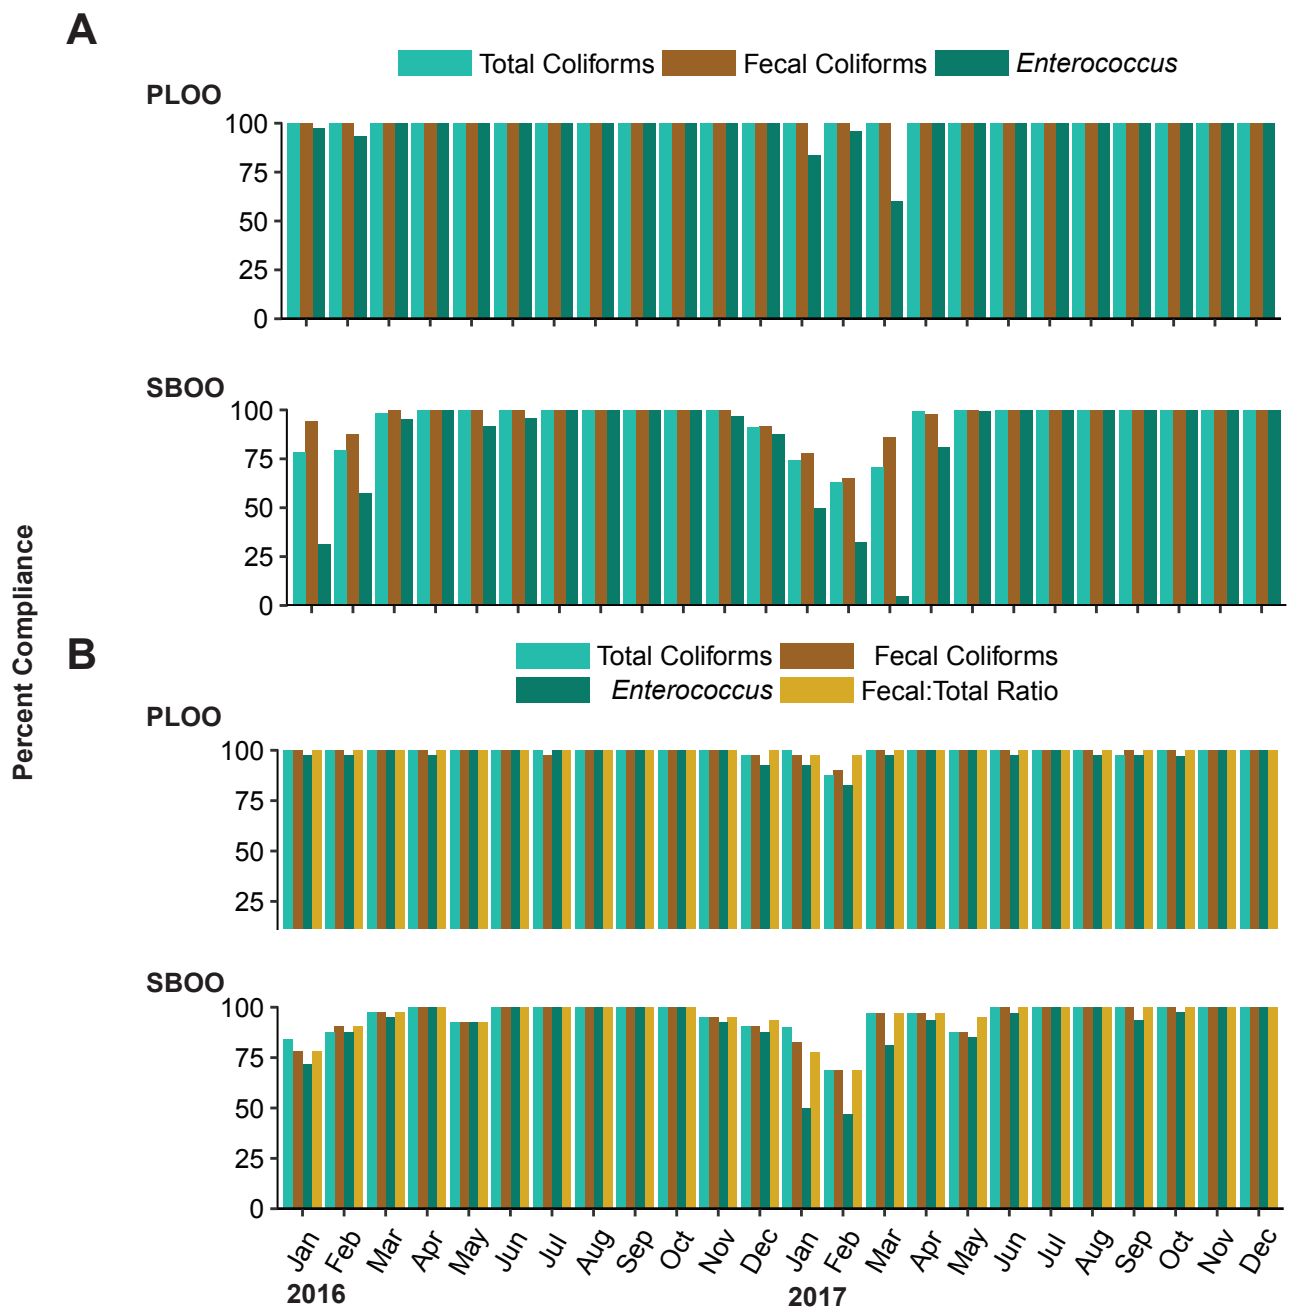 A
Total Coliforms Fecal Coliforms Enterococcus
PLOO
100
75
50
25
0
SBOO
100
75
50
25
0
Percent Compliance
B
Total Coliforms Fecal Coliforms
Enterococcus Fecal:Total Ratio
PLOO
100
75
50
25
SBOO
100
75
50
25
0
Jan Feb Mar Apr May Jun Jul Aug Sep Oct Nov Dec Jan Feb Mar Apr May Jun Jul Aug Sep Oct Nov Dec
2016 2017